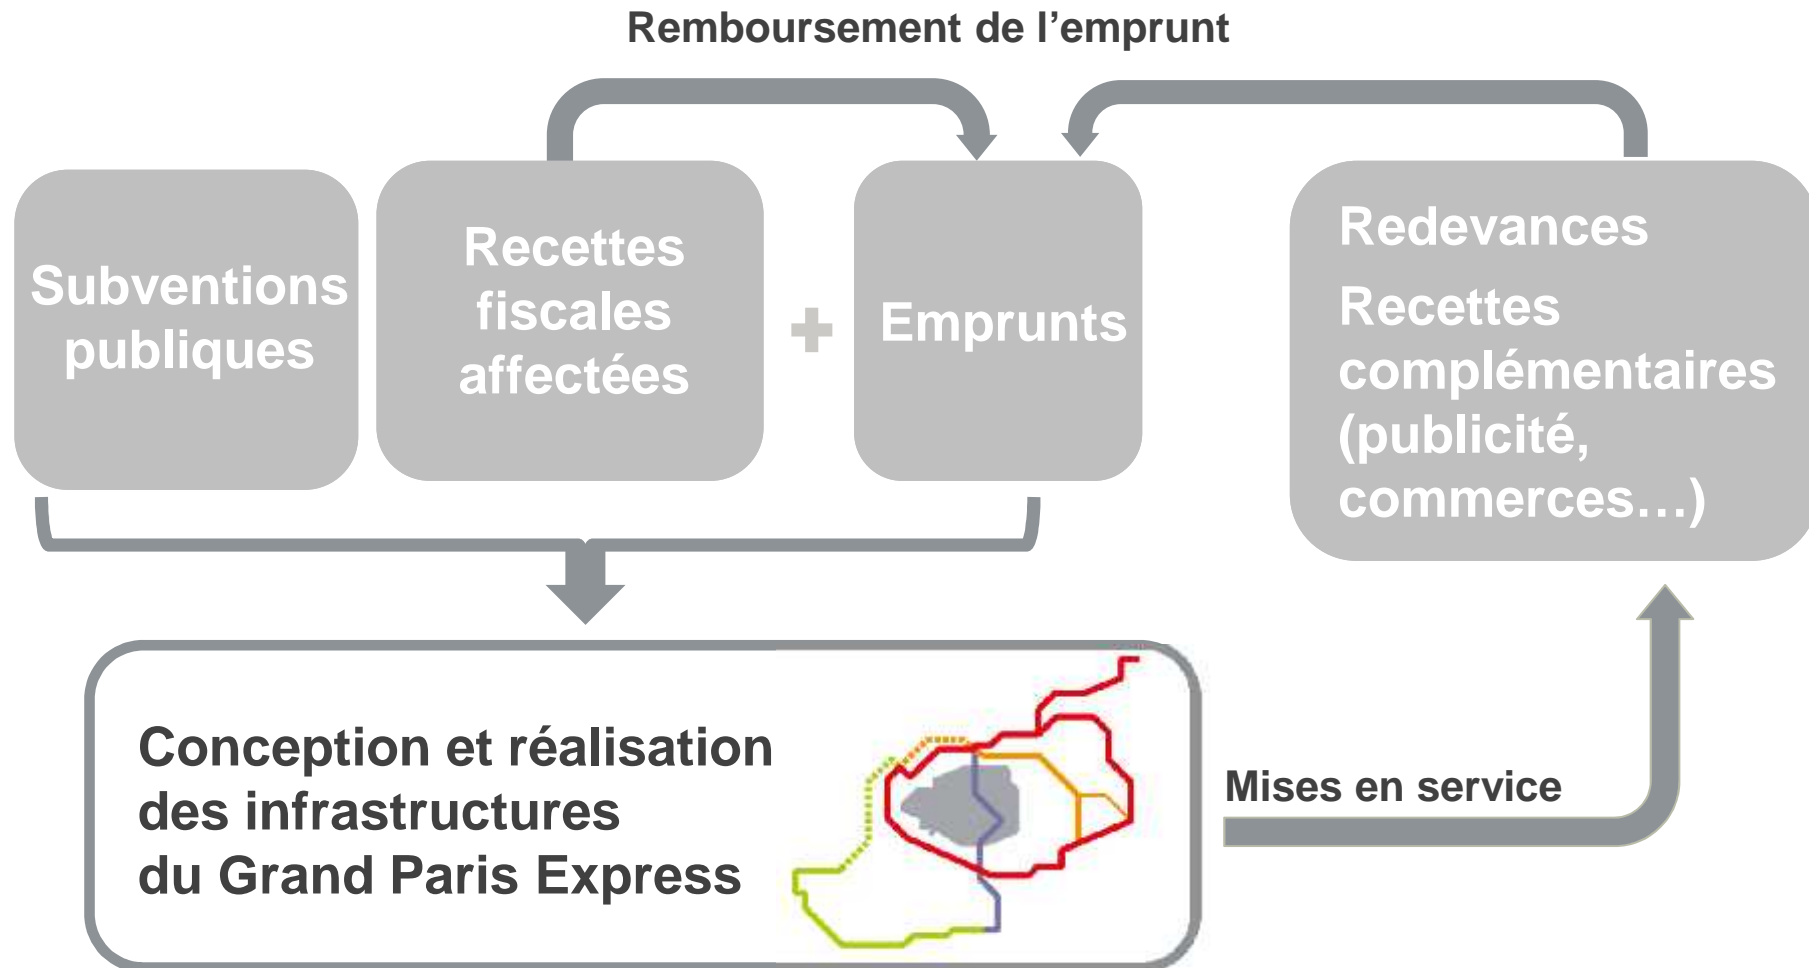 Remboursement de l’emprunt
Subventions
publiques
Recettes
fiscales
affectées
+
Emprunts
Redevances
Recettes
complémentaires
(publicité,
commerces…)
Conception et réalisation
des infrastructures
du Grand Paris Express
Mises en service